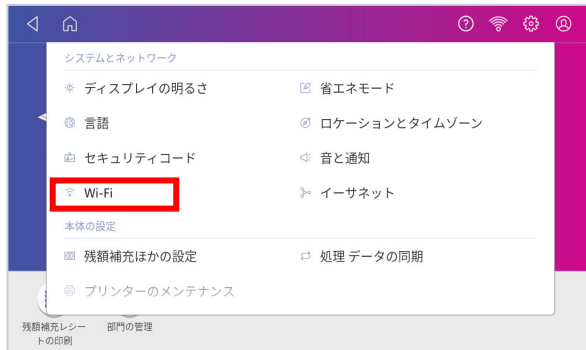 システムとネットワーク
ディスプレイの明るさ
省エネモード
言語
ロケーションとタイムゾーン
セキュリティコード
音と通知
Wi-Fi
イーサネット
本体の設定
残額補充ほかの設定
処理 データの同期
プリンターのメンテナンス
残額補充レシー
トの印刷
部門の管理